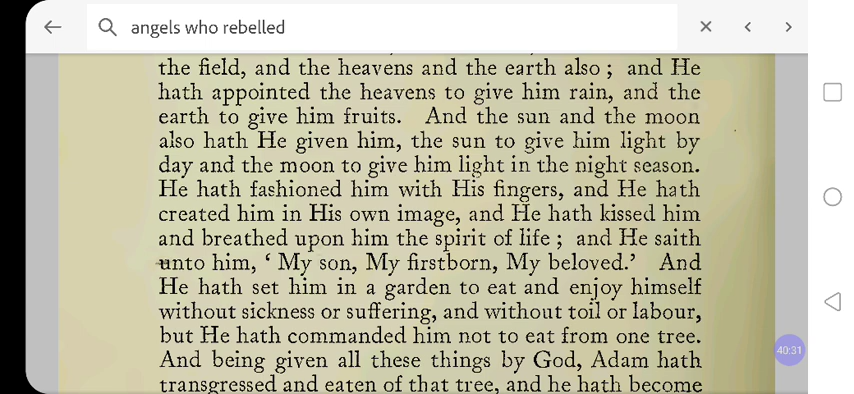 angels who rebelled
the field, and the heavens and the earth also ; and He
hath appointed the heavens to give him rain, and the
earth to give him fruits. And the sun and the moon
also hath He given him, the sun to give him light by
day and the moon to give him light in the night season.
He hath fashioned him with His fingers, and He hath
created him in His own image, and He hath kissed him
and breathed upon him the spirit of life ; and He saith
unto him, ‘ My son, My firstborn, My beloved.’ And
He hath set him in a garden to eat and enjoy himself
without sickness or suffering, and without toil or labour,
but He hath commanded him not to eat from one tree.
And being given all these things by God, Adam hath
transgressed and eaten of that tree, and he hath become
40:31